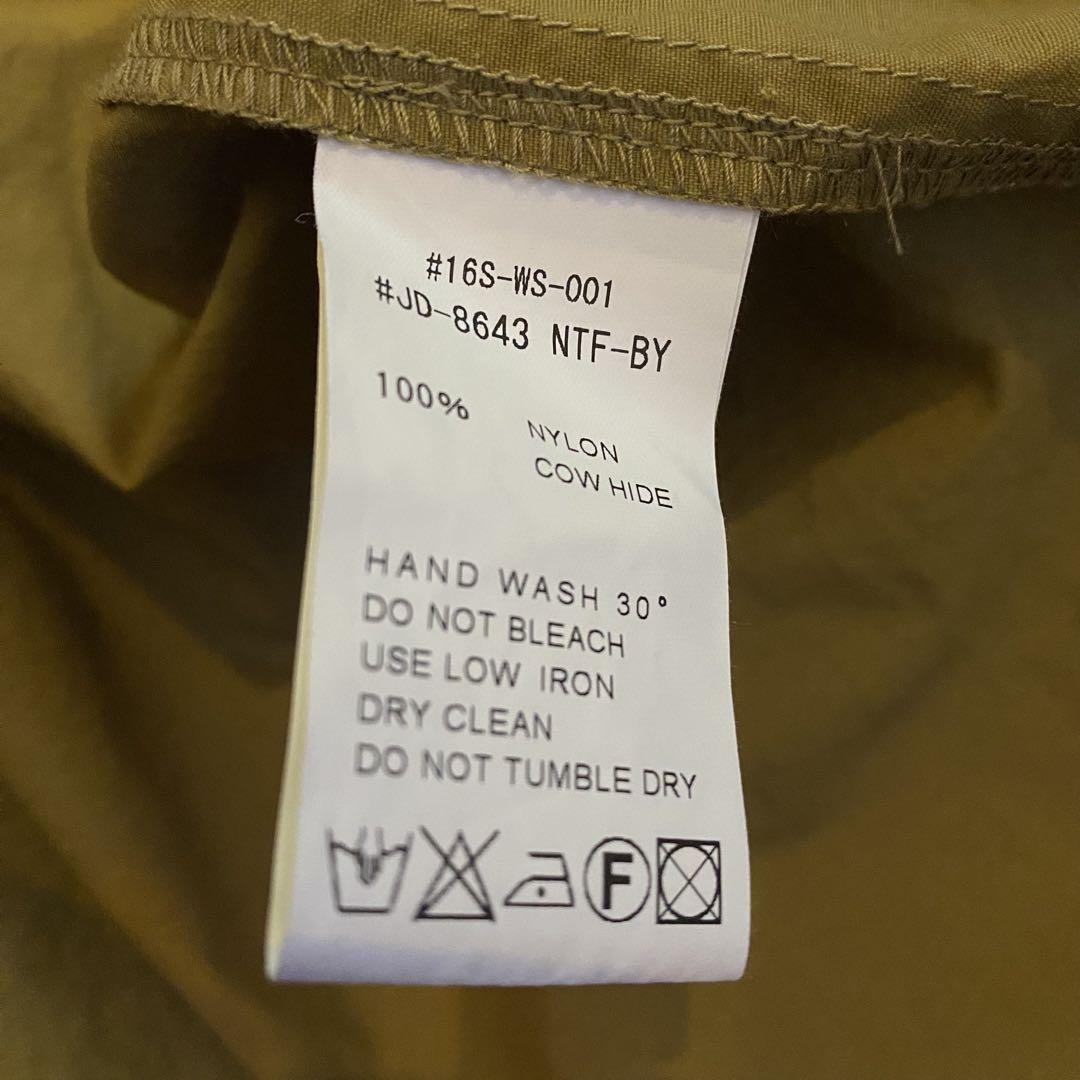 #16S-WS-001
#JD-8643 NTF-BY
100% NYLON
COW HIDE
HAND WASH 30°
DO NOT BLEACH
USE LOW IRON
DRY CLEAN
DO NOT TUMBLE DRY
F